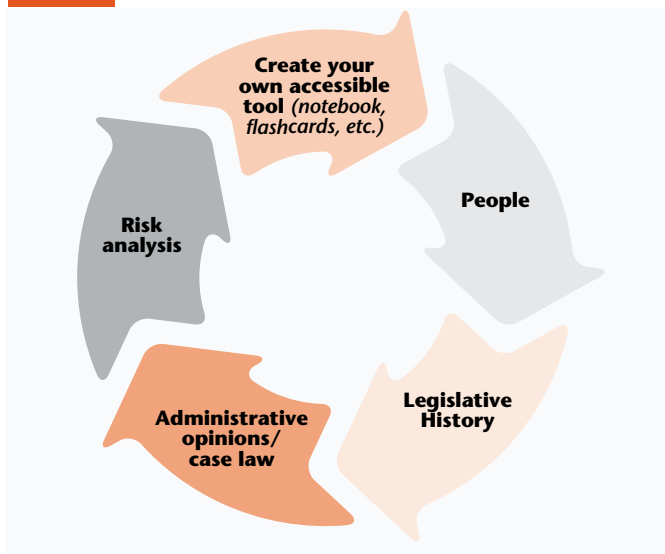 Create your
own accessible
tool (notebook,
flashcards, etc.)
People
Legislative
History
Administrative
opinions/
case law
Risk
analysis